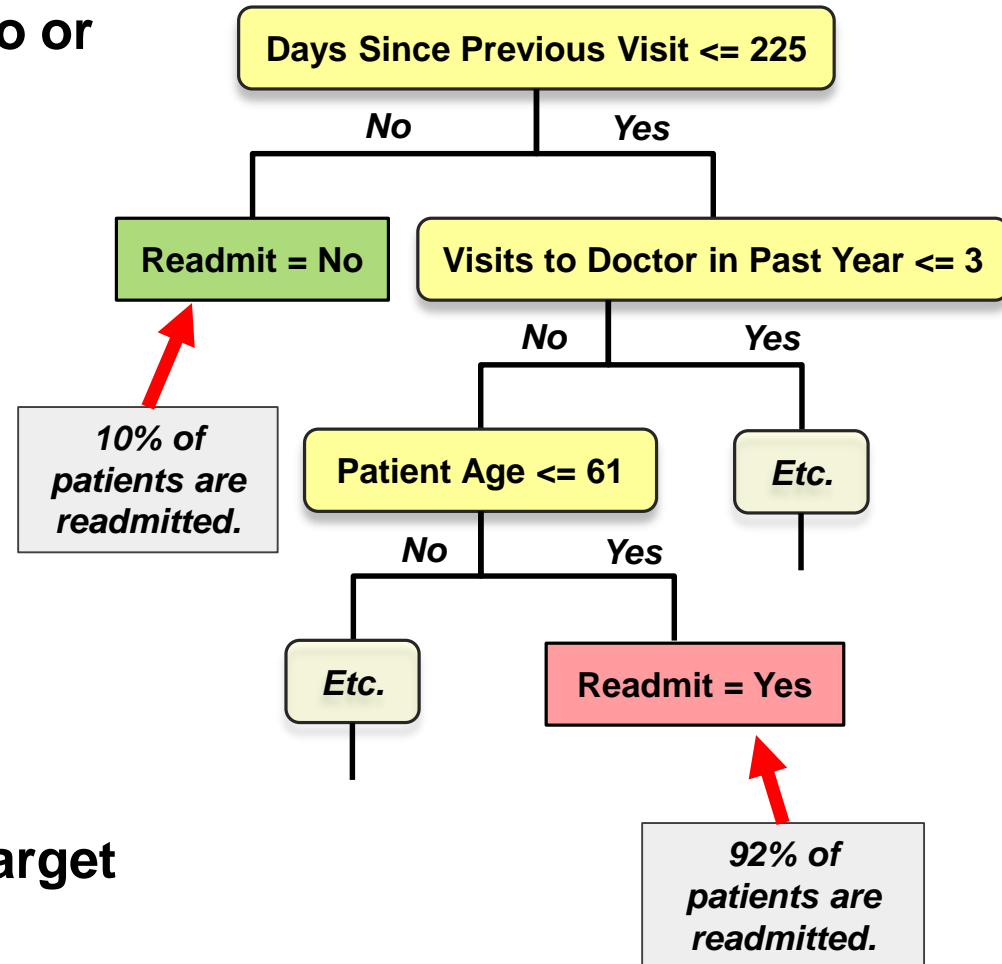 o or
Days Since Previous Visit <= 225
No
Yes
Readmit = No
Visits to Doctor in Past Year <= 3
No
Yes
10% of
patients are
readmitted.
Patient Age <= 61
Etc.
No
Yes
Etc.
Readmit = Yes
arget
92% of
patients are
readmitted.